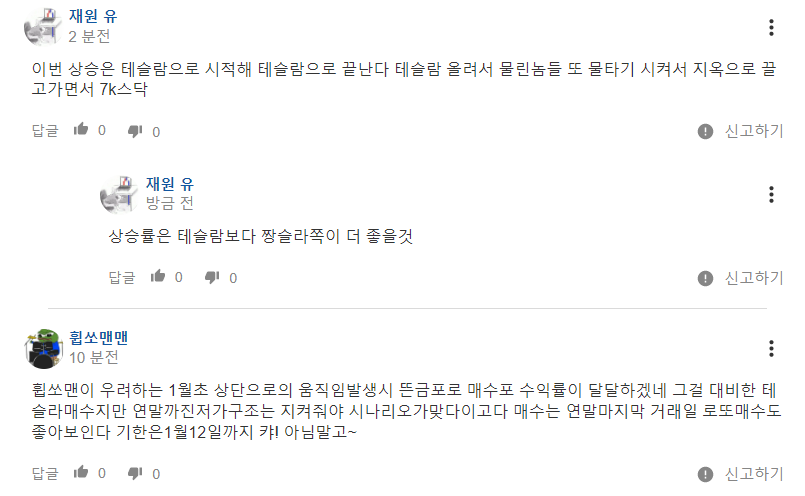 재원 유
2 분전
이번 상승은 테슬람으로 시적해 테슬람으로 끝난다 테슬람 올려서 물린놈들 또 물타기 시켜서 지옥으로 끌
고가면서 7k스닥
답글 0 0 신고하기
재원 유
방금 전
상승률은 테슬람보다 짱슬라쪽이 더 좋을것
답글 0 0 신고하기
휩쏘맨맨
10 분전
휩쏘맨이 우려하는 1월초 상단으로의 움직임발생시 뜬금포로 매수포 수익률이 달달하겠네 그걸 대비한 테
슬라매수지만 연말까진저가구조는 지켜줘야 시나리오가맞다이고다 매수는 연말마지막 거래일 로또매수도
좋아보인다 기한은1월12일까지 캬! 아님말고~
답글 0 0 신고하기